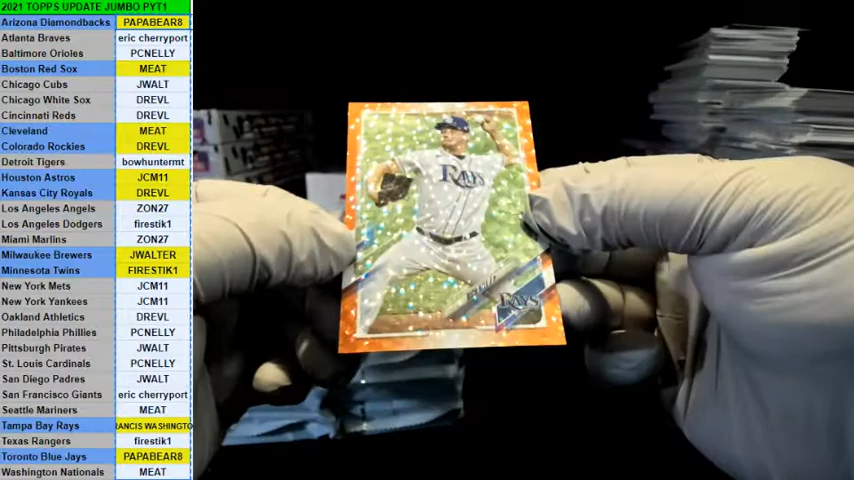 2021 TOPPS UPDATE JUMBO PYT1
Arizona Diamondbacks PAPABEAR8
Atlanta Braves eric cherryport
Baltimore Orioles PCNELLY
Boston Red Sox MEAT
Chicago Cubs JWALT
Chicago White Sox DREVL
Cincinnati Reds DREVL
Cleveland MEAT
Colorado Rockies DREVL
Detroit Tigers bowhuntermt
Houston Astros JCM11
Kansas City Royals DREVL
Los Angeles Angels ZON27
Los Angeles Dodgers firestik1
Miami Marlins ZON27
Milwaukee Brewers JWALTER
Minnesota Twins FIRESTIK1
New York Mets JCM11
New York Yankees JCM11
Oakland Athletics DREVL
Philadelphia Phillies PCNELLY
Pittsburgh Pirates JWALT
St. Louis Cardinals PCNELLY
San Diego Padres JWALT
San Francisco Giants eric cherryport
Seattle Mariners MEAT
Tampa Bay Rays RANCIS WASHINGTO
Texas Rangers firestik1
Toronto Blue Jays PAPABEAR8
Washington Nationals MEAT
RAYS
RAYS